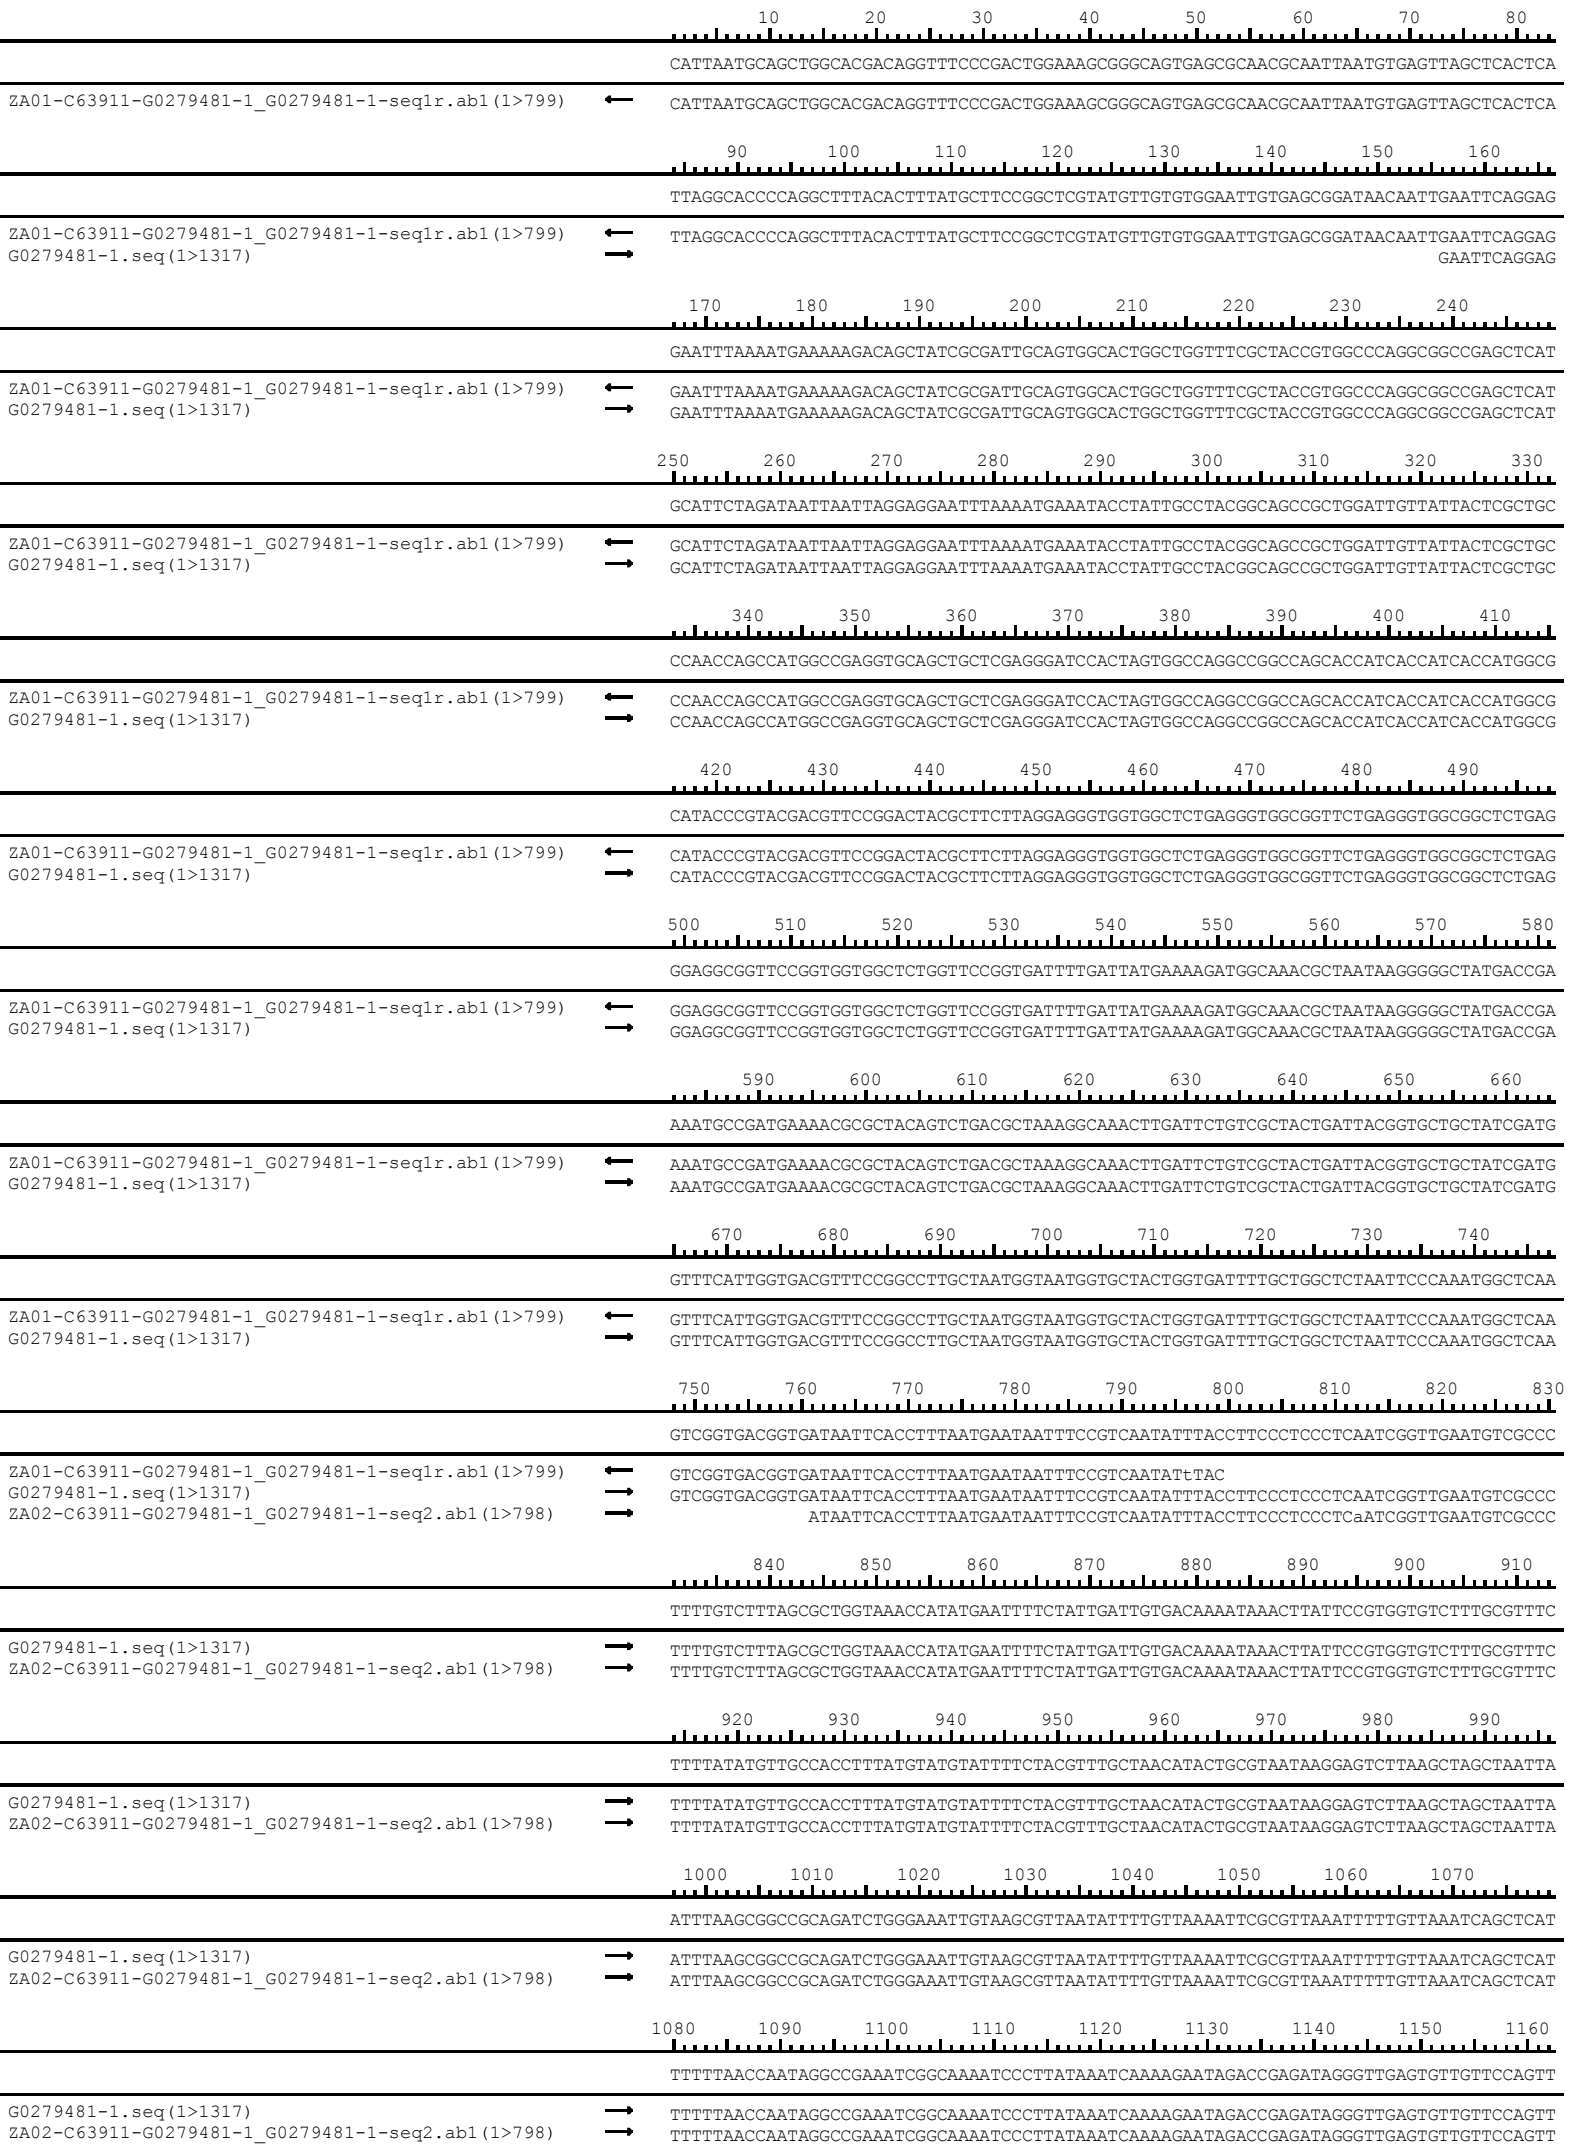 10 20 30 40 50 60 70 80
CATTAATGCAGCTGGCACGACAGGTTTCCCGACTGGAAAGCGGGCAGTGAGCGCAACGCAATTAATGTGAGTTAGCTCACTCA
ZA01-C63911-G0279481-1_G0279481-1-seq1r.ab1(1>799) ← CATTAATGCAGCTGGCACGACAGGTTTCCCGACTGGAAAGCGGGCAGTGAGCGCAACGCAATTAATGTGAGTTAGCTCACTCA
90 100 110 120 130 140 150 160
TTAGGCACCCCAGGCTTTACACTTTATGCTTCCGGCTCGTATGTTGTGTGGAATTGTGAGCGGATAACAATTGAATTCAGGAG
ZA01-C63911-G0279481-1_G0279481-1-seq1r.ab1(1>799) ← TTAGGCACCCCAGGCTTTACACTTTATGCTTCCGGCTCGTATGTTGTGTGGAATTGTGAGCGGATAACAATTGAATTCAGGAG
G0279481-1.seq(1>1317) → GAATTCAGGAG
170 180 190 200 210 220 230 240
GAATTTAAAATGAAAAAGACAGCTATCGCGATTGCAGTGGCACTGGCTGGTTTCGCTACCGTGGCCCAGGCGGCCGAGCTCAT
ZA01-C63911-G0279481-1_G0279481-1-seq1r.ab1(1>799) ← GAATTTAAAATGAAAAAGACAGCTATCGCGATTGCAGTGGCACTGGCTGGTTTCGCTACCGTGGCCCAGGCGGCCGAGCTCAT
G0279481-1.seq(1>1317) → GAATTTAAAATGAAAAAGACAGCTATCGCGATTGCAGTGGCACTGGCTGGTTTCGCTACCGTGGCCCAGGCGGCCGAGCTCAT
250 260 270 280 290 300 310 320 330
GCATTCTAGATAATTAATTAGGAGGAATTTAAAATGAAATACCTATTGCCTACGGCAGCCGCTGGATTGTTATTACTCGCTGC
ZA01-C63911-G0279481-1_G0279481-1-seq1r.ab1(1>799) ← GCATTCTAGATAATTAATTAGGAGGAATTTAAAATGAAATACCTATTGCCTACGGCAGCCGCTGGATTGTTATTACTCGCTGC
G0279481-1.seq(1>1317) → GCATTCTAGATAATTAATTAGGAGGAATTTAAAATGAAATACCTATTGCCTACGGCAGCCGCTGGATTGTTATTACTCGCTGC
340 350 360 370 380 390 400 410
CCAACCAGCCATGGCCGAGGTGCAGCTGCTCGAGGGATCCACTAGTGGCCAGGCCGGCCAGCACCATCACCATCACCATGGCG
ZA01-C63911-G0279481-1_G0279481-1-seq1r.ab1(1>799) ← CCAACCAGCCATGGCCGAGGTGCAGCTGCTCGAGGGATCCACTAGTGGCCAGGCCGGCCAGCACCATCACCATCACCATGGCG
G0279481-1.seq(1>1317) → CCAACCAGCCATGGCCGAGGTGCAGCTGCTCGAGGGATCCACTAGTGGCCAGGCCGGCCAGCACCATCACCATCACCATGGCG
420 430 440 450 460 470 480 490
CATACCCGTACGACGTTCCGGACTACGCTTCTTAGGAGGGTGGTGGCTCTGAGGGTGGCGGTTCTGAGGGTGGCGGCTCTGAG
ZA01-C63911-G0279481-1_G0279481-1-seq1r.ab1(1>799) ← CATACCCGTACGACGTTCCGGACTACGCTTCTTAGGAGGGTGGTGGCTCTGAGGGTGGCGGTTCTGAGGGTGGCGGCTCTGAG
G0279481-1.seq(1>1317) → CATACCCGTACGACGTTCCGGACTACGCTTCTTAGGAGGGTGGTGGCTCTGAGGGTGGCGGTTCTGAGGGTGGCGGCTCTGAG
500 510 520 530 540 550 560 570 580
GGAGGCGGTTCCGGTGGTGGCTCTGGTTCCGGTGATTTTGATTATGAAAAGATGGCAAACGCTAATAAGGGGGCTATGACCGA
ZA01-C63911-G0279481-1_G0279481-1-seq1r.ab1(1>799) ← GGAGGCGGTTCCGGTGGTGGCTCTGGTTCCGGTGATTTTGATTATGAAAAGATGGCAAACGCTAATAAGGGGGCTATGACCGA
G0279481-1.seq(1>1317) → GGAGGCGGTTCCGGTGGTGGCTCTGGTTCCGGTGATTTTGATTATGAAAAGATGGCAAACGCTAATAAGGGGGCTATGACCGA
590 600 610 620 630 640 650 660
AAATGCCGATGAAAACGCGCTACAGTCTGACGCTAAAGGCAAACTTGATTCTGTCGCTACTGATTACGGTGCTGCTATCGATG
ZA01-C63911-G0279481-1_G0279481-1-seq1r.ab1(1>799) ← AAATGCCGATGAAAACGCGCTACAGTCTGACGCTAAAGGCAAACTTGATTCTGTCGCTACTGATTACGGTGCTGCTATCGATG
G0279481-1.seq(1>1317) → AAATGCCGATGAAAACGCGCTACAGTCTGACGCTAAAGGCAAACTTGATTCTGTCGCTACTGATTACGGTGCTGCTATCGATG
670 680 690 700 710 720 730 740
GTTTCATTGGTGACGTTTCCGGCCTTGCTAATGGTAATGGTGCTACTGGTGATTTTGCTGGCTCTAATTCCCAAATGGCTCAA
ZA01-C63911-G0279481-1_G0279481-1-seq1r.ab1(1>799) ← GTTTCATTGGTGACGTTTCCGGCCTTGCTAATGGTAATGGTGCTACTGGTGATTTTGCTGGCTCTAATTCCCAAATGGCTCAA
G0279481-1.seq(1>1317) → GTTTCATTGGTGACGTTTCCGGCCTTGCTAATGGTAATGGTGCTACTGGTGATTTTGCTGGCTCTAATTCCCAAATGGCTCAA
750 760 770 780 790 800 810 820 830
GTCGGTGACGGTGATAATTCACCTTTAATGAATAATTTCCGTCAATATTTACCTTCCCTCCCTCAATCGGTTGAATGTCGCCC
ZA01-C63911-G0279481-1_G0279481-1-seq1r.ab1(1>799) ← GTCGGTGACGGTGATAATTCACCTTTAATGAATAATTTCCGTCAATATtTAC
G0279481-1.seq(1>1317) → GTCGGTGACGGTGATAATTCACCTTTAATGAATAATTTCCGTCAATATTTACCTTCCCTCCCTCAATCGGTTGAATGTCGCCC
ZA02-C63911-G0279481-1_G0279481-1-seq2.ab1(1>798) → ATAATTCACCTTTAATGAATAATTTCCGTCAATATTTACCTTCCCTCCCTCaATCGGTTGAATGTCGCCC
840 850 860 870 880 890 900 910
TTTTGTCTTTAGCGCTGGTAAACCATATGAATTTTCTATTGATTGTGACAAAATAAACTTATTCCGTGGTGTCTTTGCGTTTC
G0279481-1.seq(1>1317) → TTTTGTCTTTAGCGCTGGTAAACCATATGAATTTTCTATTGATTGTGACAAAATAAACTTATTCCGTGGTGTCTTTGCGTTTC
ZA02-C63911-G0279481-1_G0279481-1-seq2.ab1(1>798) → TTTTGTCTTTAGCGCTGGTAAACCATATGAATTTTCTATTGATTGTGACAAAATAAACTTATTCCGTGGTGTCTTTGCGTTTC
920 930 940 950 960 970 980 990
TTTTATATGTTGCCACCTTTATGTATGTATTTTCTACGTTTGCTAACATACTGCGTAATAAGGAGTCTTAAGCTAGCTAATTA
G0279481-1.seq(1>1317) → TTTTATATGTTGCCACCTTTATGTATGTATTTTCTACGTTTGCTAACATACTGCGTAATAAGGAGTCTTAAGCTAGCTAATTA
ZA02-C63911-G0279481-1_G0279481-1-seq2.ab1(1>798) → TTTTATATGTTGCCACCTTTATGTATGTATTTTCTACGTTTGCTAACATACTGCGTAATAAGGAGTCTTAAGCTAGCTAATTA
1000 1010 1020 1030 1040 1050 1060 1070
ATTTAAGCGGCCGCAGATCTGGGAAATTGTAAGCGTTAATATTTTGTTAAAATTCGCGTTAAATTTTTGTTAAATCAGCTCAT
G0279481-1.seq(1>1317) → ATTTAAGCGGCCGCAGATCTGGGAAATTGTAAGCGTTAATATTTTGTTAAAATTCGCGTTAAATTTTTGTTAAATCAGCTCAT
ZA02-C63911-G0279481-1_G0279481-1-seq2.ab1(1>798) → ATTTAAGCGGCCGCAGATCTGGGAAATTGTAAGCGTTAATATTTTGTTAAAATTCGCGTTAAATTTTTGTTAAATCAGCTCAT
1080 1090 1100 1110 1120 1130 1140 1150 1160
TTTTTAACCAATAGGCCGAAATCGGCAAAATCCCTTATAAATCAAAAGAATAGACCGAGATAGGGTTGAGTGTTGTTCCAGTT
G0279481-1.seq(1>1317) → TTTTTAACCAATAGGCCGAAATCGGCAAAATCCCTTATAAATCAAAAGAATAGACCGAGATAGGGTTGAGTGTTGTTCCAGTT
ZA02-C63911-G0279481-1_G0279481-1-seq2.ab1(1>798) → TTTTTAACCAATAGGCCGAAATCGGCAAAATCCCTTATAAATCAAAAGAATAGACCGAGATAGGGTTGAGTGTTGTTCCAGTT